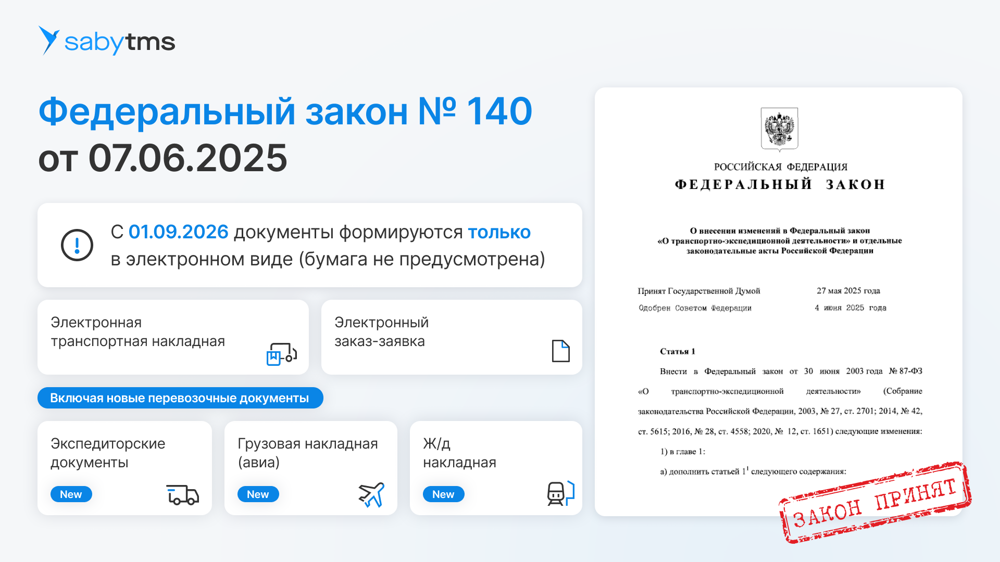 sabytms
Федеральный закон № 140
от 07.06.2025
С 01.09.2026 документы формируются только
в электронном виде (бумага не предусмотрена)
Электронная
транспортная накладная
Электронный
заказ-заявка
Включая новые перевозочные документы
Экспедиторские
документы
New
Грузовая накладная
(авиа)
New
Ж/д
накладная
New
РОССИЙСКАЯ ФЕДЕРАЦИЯ
ФЕДЕРАЛЬНЫЙ ЗАКОН
О внесении изменений в Федеральный закон
«О транспортно-экспедиционной деятельности» и отдельные
законодательные акты Российской Федерации
Принят Государственной Думой 27 мая 2025 года
Одобрен Советом Федерации 4 июня 2025 года
Статья 1
Внести в Федеральный закон от 30 июня 2003 года № 87-ФЗ
«О транспортно-экспедиционной деятельности» (Собрание
законодательства Российской Федерации, 2003, № 27, ст. 2701; 2014, № 42,
ст. 5615; 2016, № 28, ст. 4558; 2020, № 12, ст. 1651) следующие изменения:
1) в главе 1:
а) дополнить статьей 1¹ следующего содержания:
ЗАКОН ПРИНЯТ